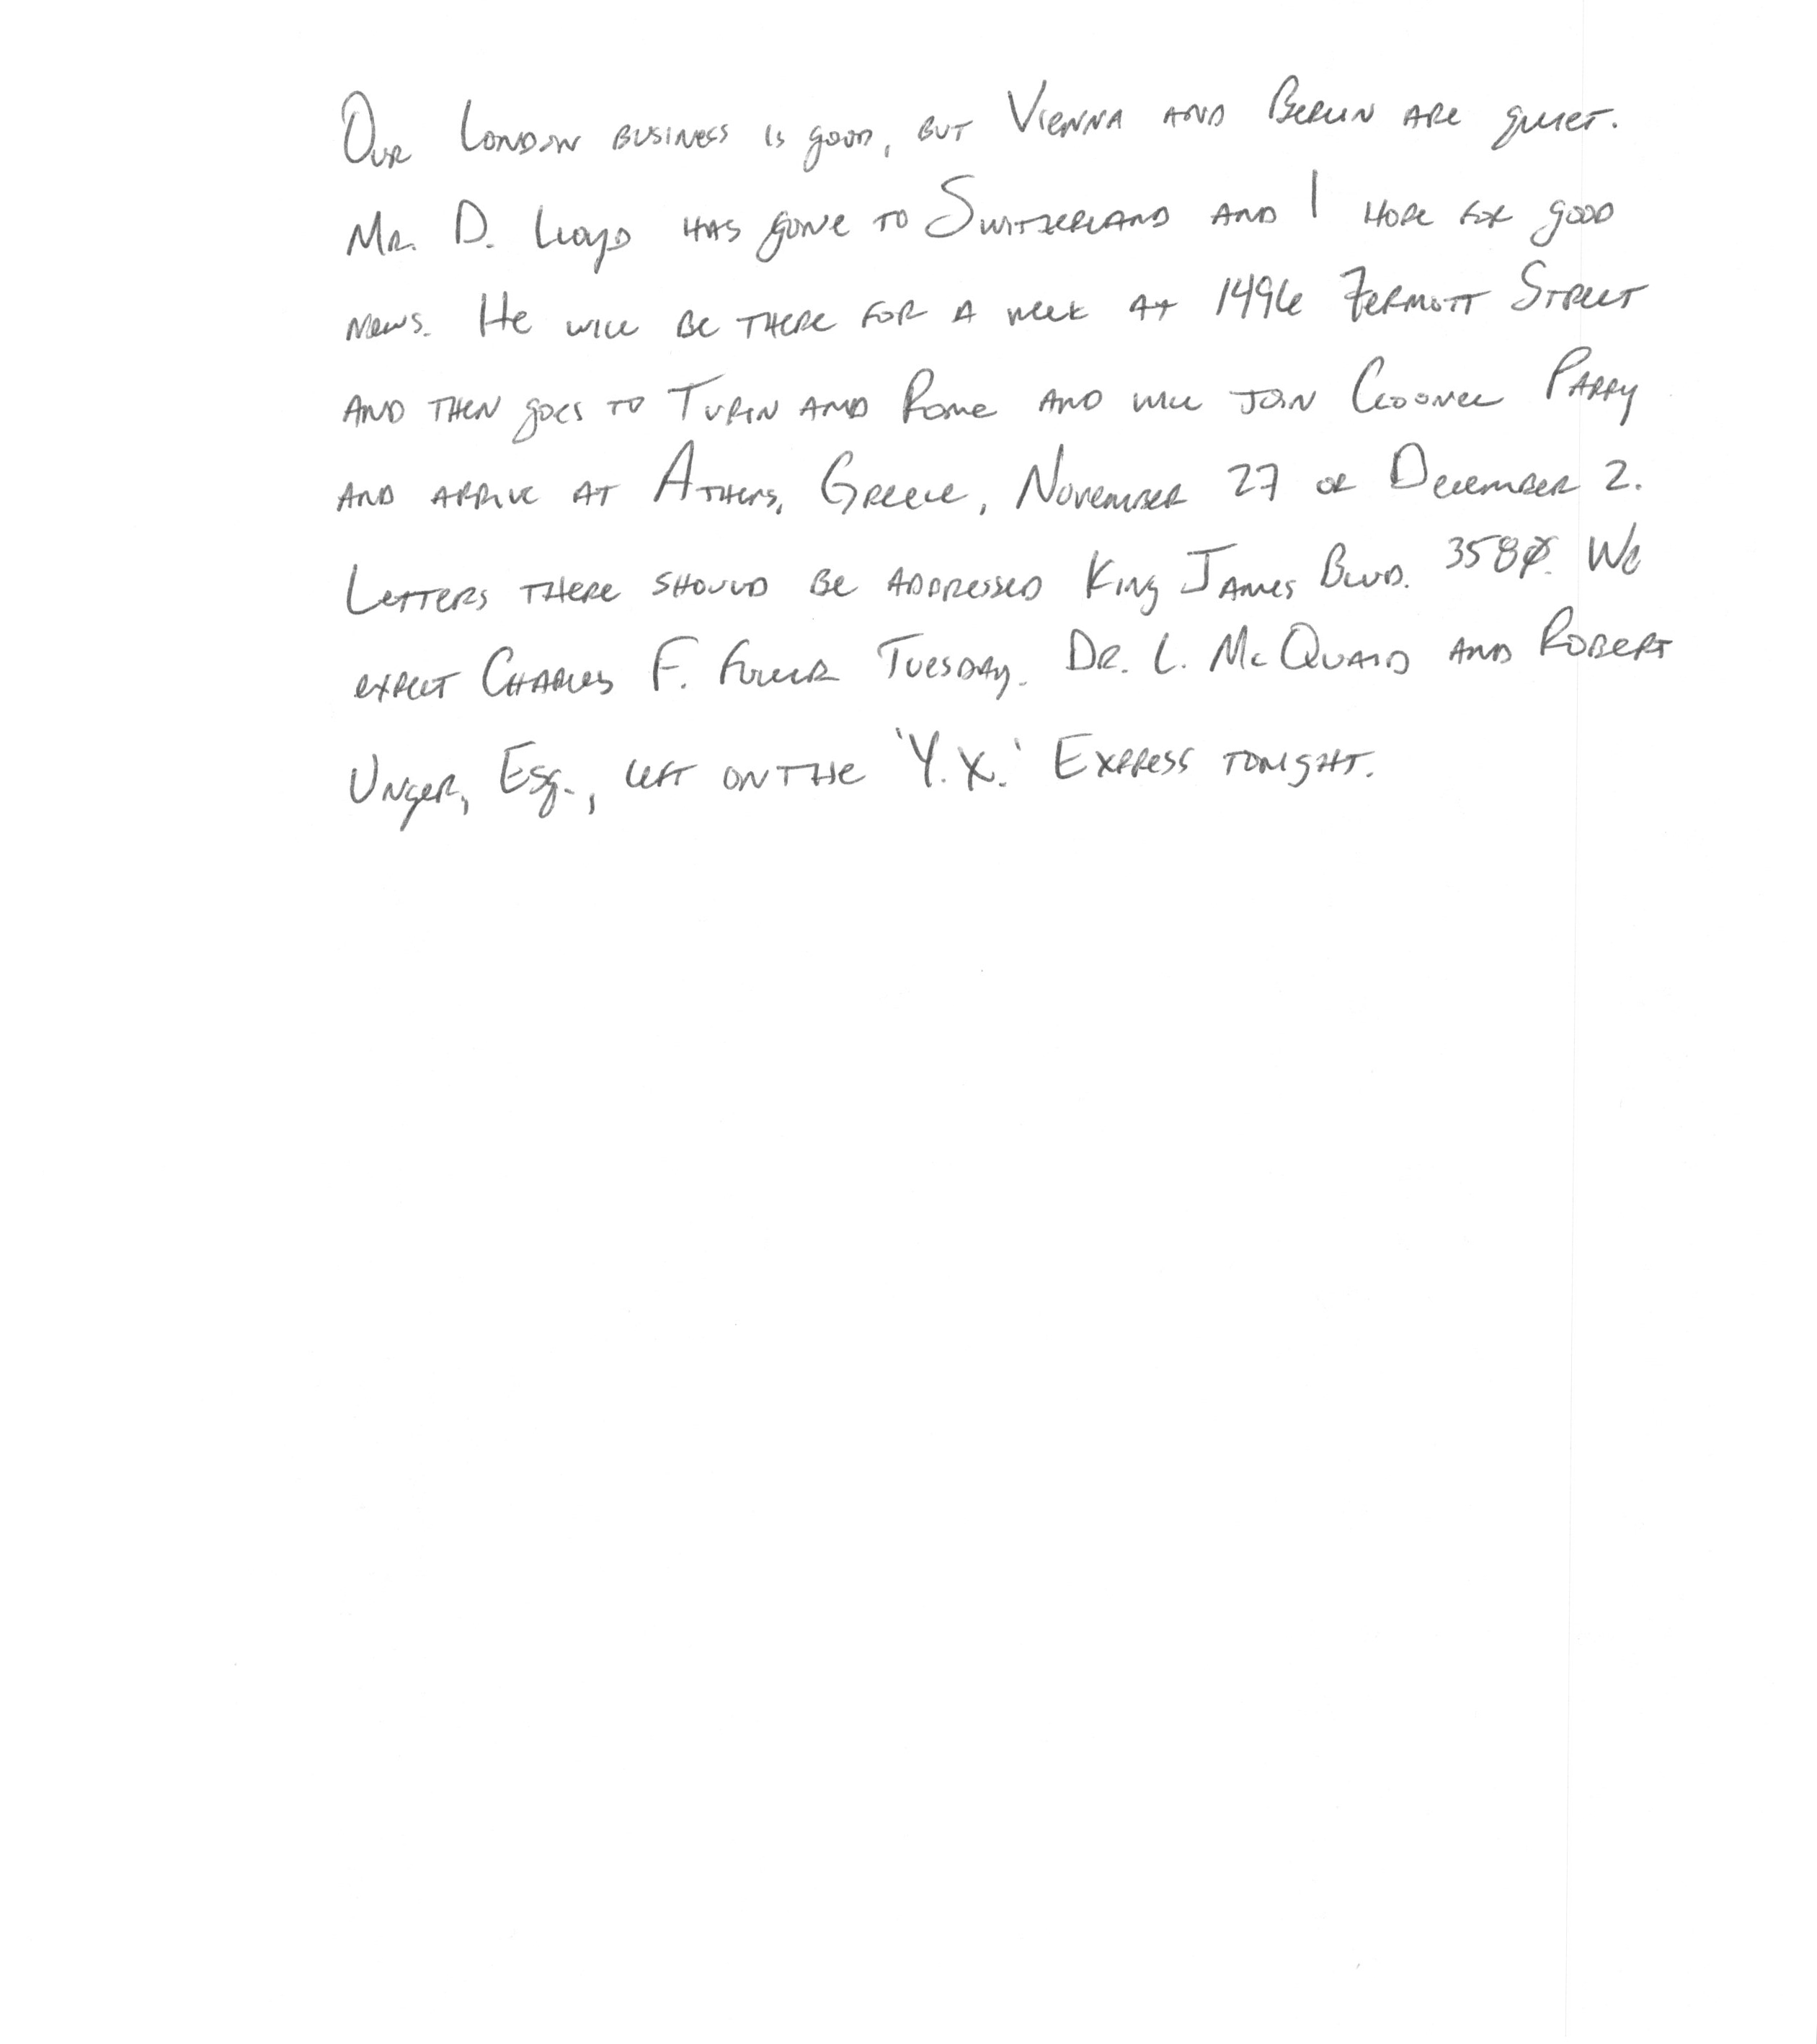 Our London business is good, but Vienna and Berlin are quiet.
Mr. D. Lloyd has gone to Switzerland and I hope for good
news. He will be there for a week at 1496 Zermott Street
and then goes to Turin and Rome and will join Cloonel Parry
and arrive at Athens, Greece, November 27 or December 2.
Letters there should be addressed King James Blvd. 3580. We
expect Charles F. Fuller Tuesday. Dr. L. McQuaid and Robert
Unger, Esq., left on the 'Y.X.' Express tonight.